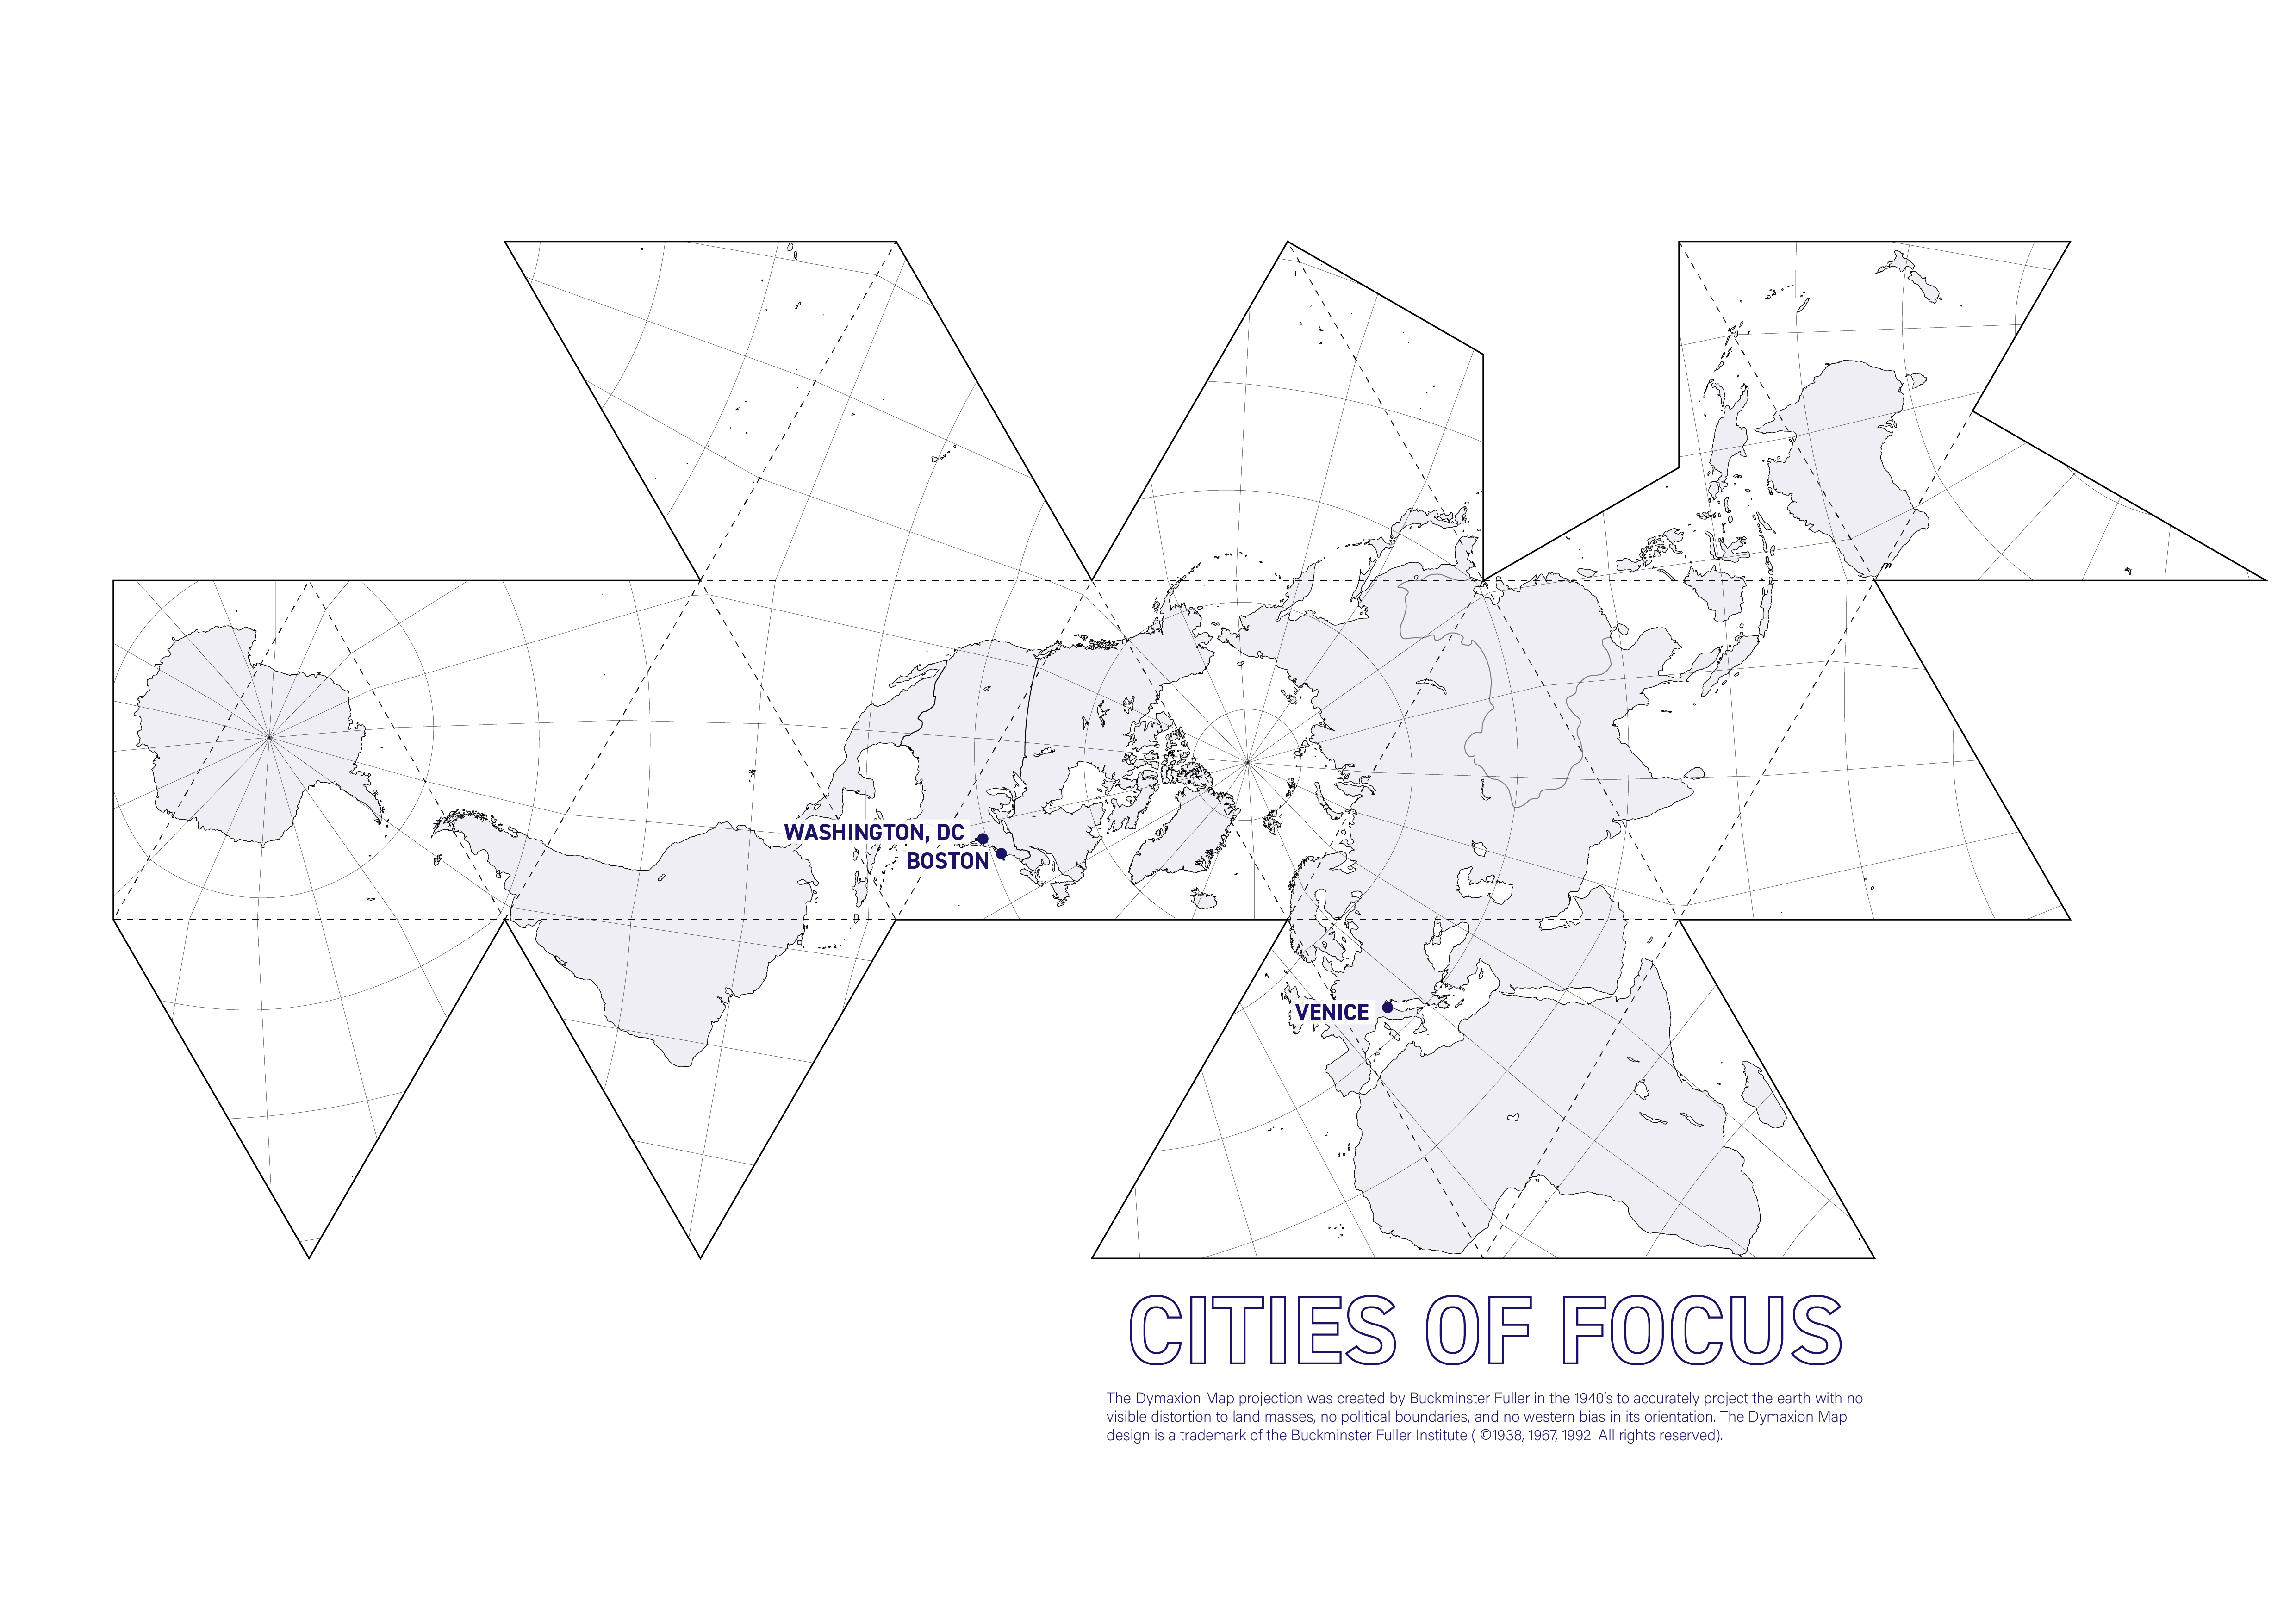 WASHINGTON, DC
BOSTON
VENICE
CITIES OF FOCUS
The Dymaxion Map projection was created by Buckminster Fuller in the 1940's to accurately project the earth with no
visible distortion to land masses, no political boundaries, and no western bias in its orientation. The Dymaxion Map
design is a trademark of the Buckminster Fuller Institute ( ©1938, 1967, 1992. All rights reserved).